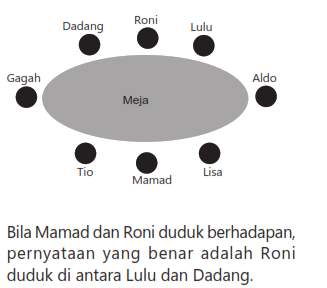 Roni
Dadang
Lulu
Gagah
Aldo
Meja
Tio
Mamad
Lisa
Bila Mamad dan Roni duduk berhadapan,
pernyataan yang benar adalah Roni
duduk di antara Lulu dan Dadang.